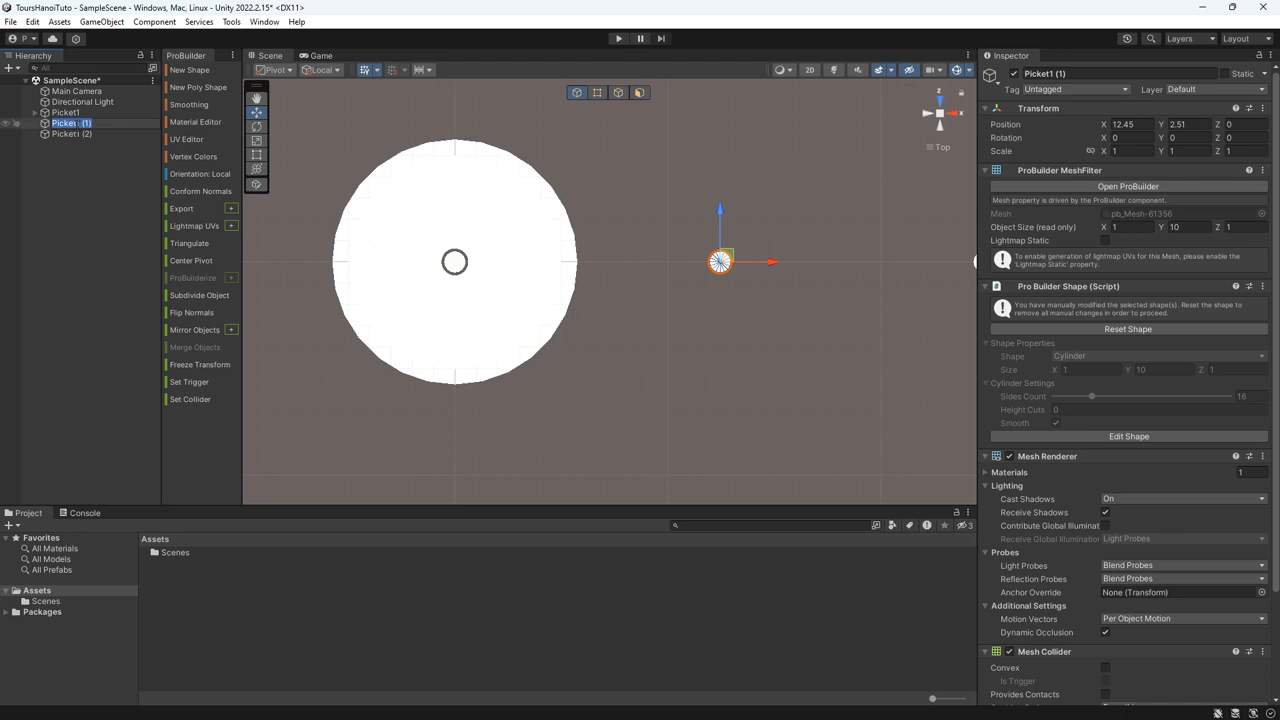 ToursHanoiTuto - SampleScene - Windows, Mac, Linux - Unity 2022.2.15* <DX11>
File Edit Assets GameObject Component Services Tools Window Help
P Layers Layout
Hierarchy ProBuilder Scene Game Inspector
All Pivot Local 2D Picket1 (1) Static
SampleScene* Tag Untagged Layer Default
Main Camera
Directional Light
Picket1
(1)
Picket1 (2)
New Shape
New Poly Shape
Smoothing
Material Editor
UV Editor
Vertex Colors
Orientation: Local
Conform Normals
Export +
Lightmap UVs +
Triangulate
Center Pivot
ProBuilderize +
Subdivide Object
Flip Normals
Mirror Objects +
Merge Objects
Freeze Transform
Set Trigger
Set Collider
z
x
Top
Transform
Position X 12.45 Y 2.51 Z 0
Rotation X 0 Y 0 Z 0
Scale X 1 Y 1 Z 1
ProBuilder MeshFilter
Open ProBuilder
Mesh property is driven by the ProBuilder component.
Mesh pb_Mesh-61356
Object Size (read only) X 1 Y 10 Z 1
Lightmap Static
To enable generation of lightmap UVs for this Mesh, please enable the
'Lightmap Static' property.
Pro Builder Shape (Script)
You have manually modified the selected shape(s). Reset the shape to
remove all manual changes in order to proceed.
Reset Shape
Shape Properties
Shape Cylinder
Size X 1 Y 10 Z 1
Cylinder Settings
Sides Count 16
Height Cuts 0
Smooth
Edit Shape
Mesh Renderer
Materials 1
Lighting
Cast Shadows On
Receive Shadows
Contribute Global Illuminat
Receive Global Illumination Light Probes
Probes
Light Probes Blend Probes
Reflection Probes Blend Probes
Anchor Override None (Transform)
Additional Settings
Motion Vectors Per Object Motion
Dynamic Occlusion
Mesh Collider
Convex
Is Trigger
Provides Contacts
Project Console
3
Favorites
All Materials
All Models
All Prefabs
Assets
Scenes
Packages
Assets
Scenes